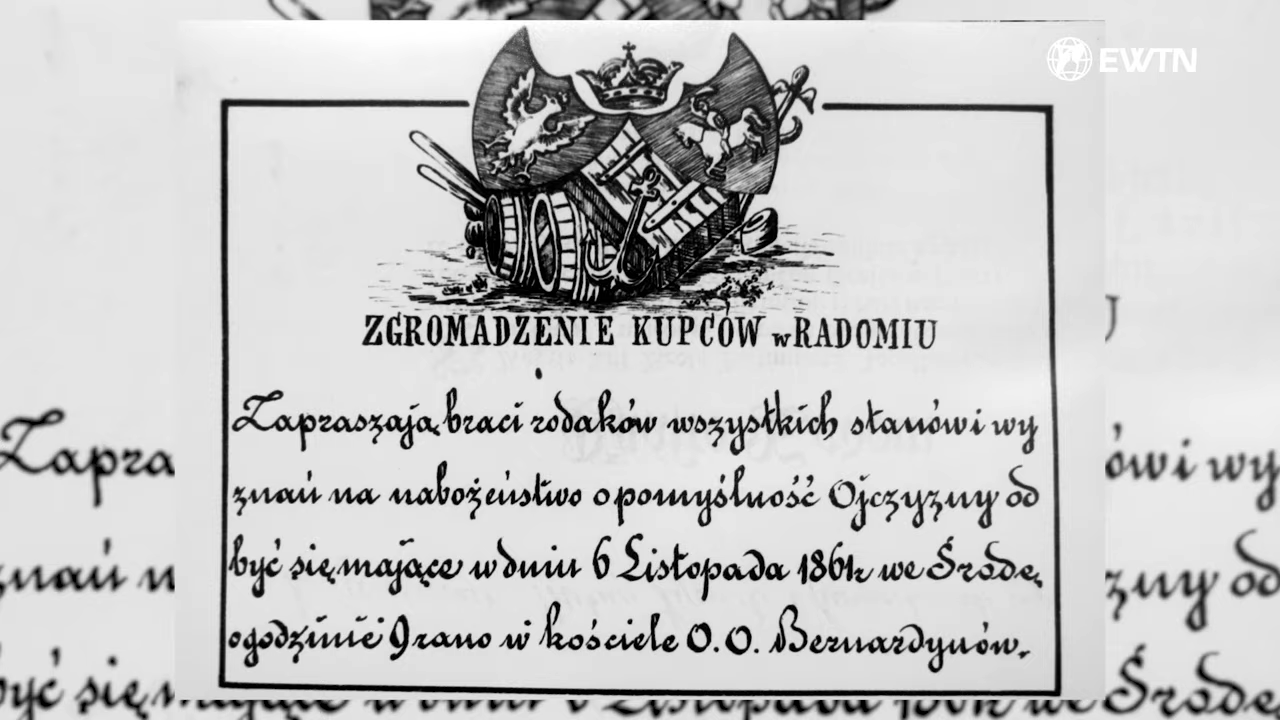 EWTN
ZGROMADZENIE KUPCOW w RADOMIU
Zapraszają braci rodaków wszystkich stanów i wy
znań na nabożeństwo o pomyślność Ojczyzny od
być się mające w dniu 6 Listopada 1861r we Środę,
o godzinie 9 rano w kościele O. O. Bernardynów.